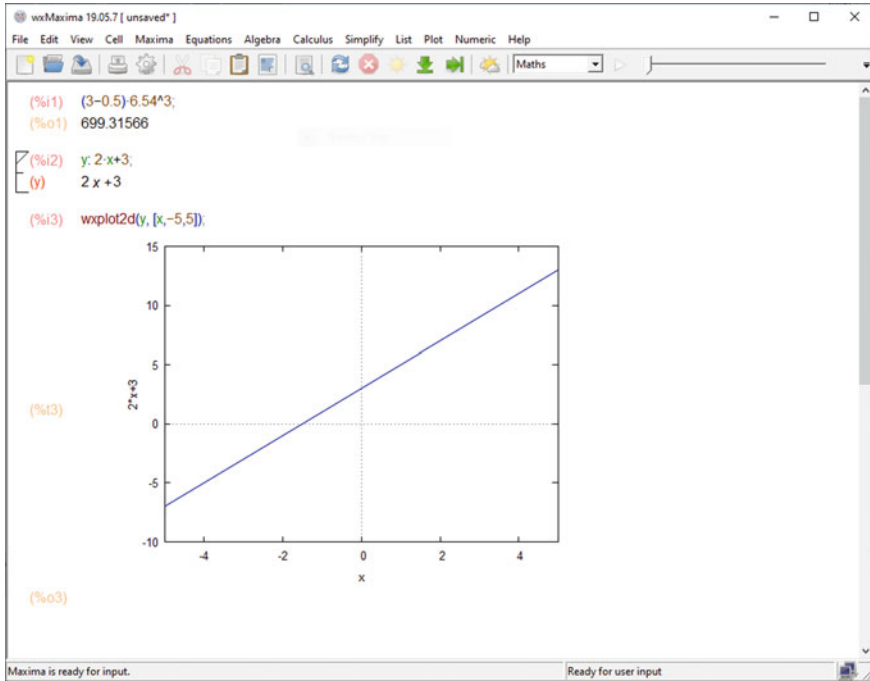 wxMaxima 19.05.7 [ unsaved* ]
File Edit View Cell Maxima Equations Algebra Calculus Simplify List Plot Numeric Help
Maths
(%i1) (3−0.5)·6.54^3;
(%o1) 699.31566
(%i2) y: 2·x+3;
(y) 2 x +3
(%i3) wxplot2d(y, [x,−5,5]);
15
10
5
0
-5
-10
2*x+3
(%t3)
-4 -2 0 2 4
x
(%o3)
Maxima is ready for input. Ready for user input